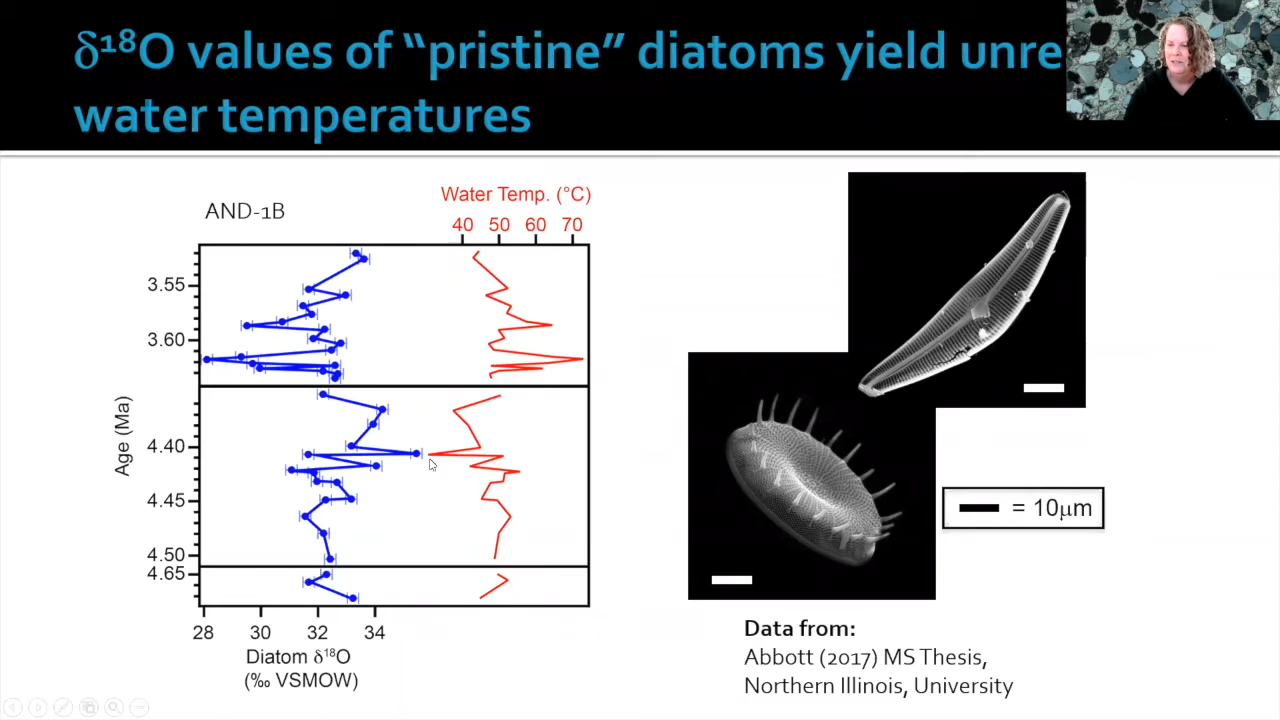 δ¹⁸O values of “pristine” diatoms yield unre
water temperatures
AND-1B
Water Temp. (°C)
40 50 60 70
3.55
3.60
4.40
4.45
4.50
4.65
Age (Ma)
28 30 32 34
Diatom δ¹⁸O
(‰ VSMOW)
= 10μm
Data from:
Abbott (2017) MS Thesis,
Northern Illinois, University